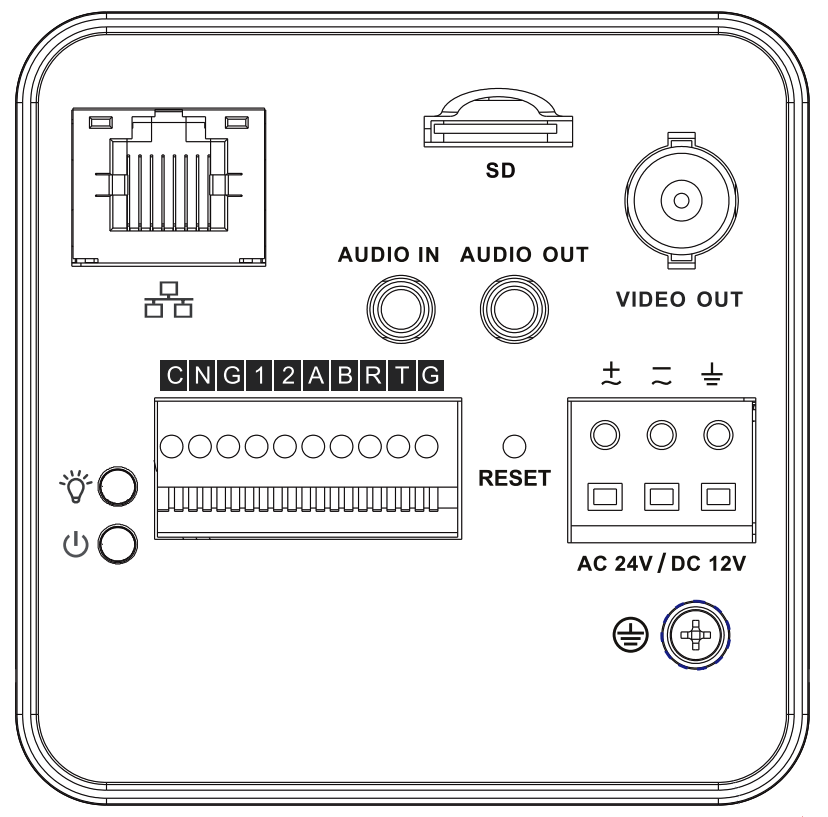 SD
AUDIO IN AUDIO OUT
VIDEO OUT
C N G 1 2 A B R T G
RESET
AC 24V / DC 12V